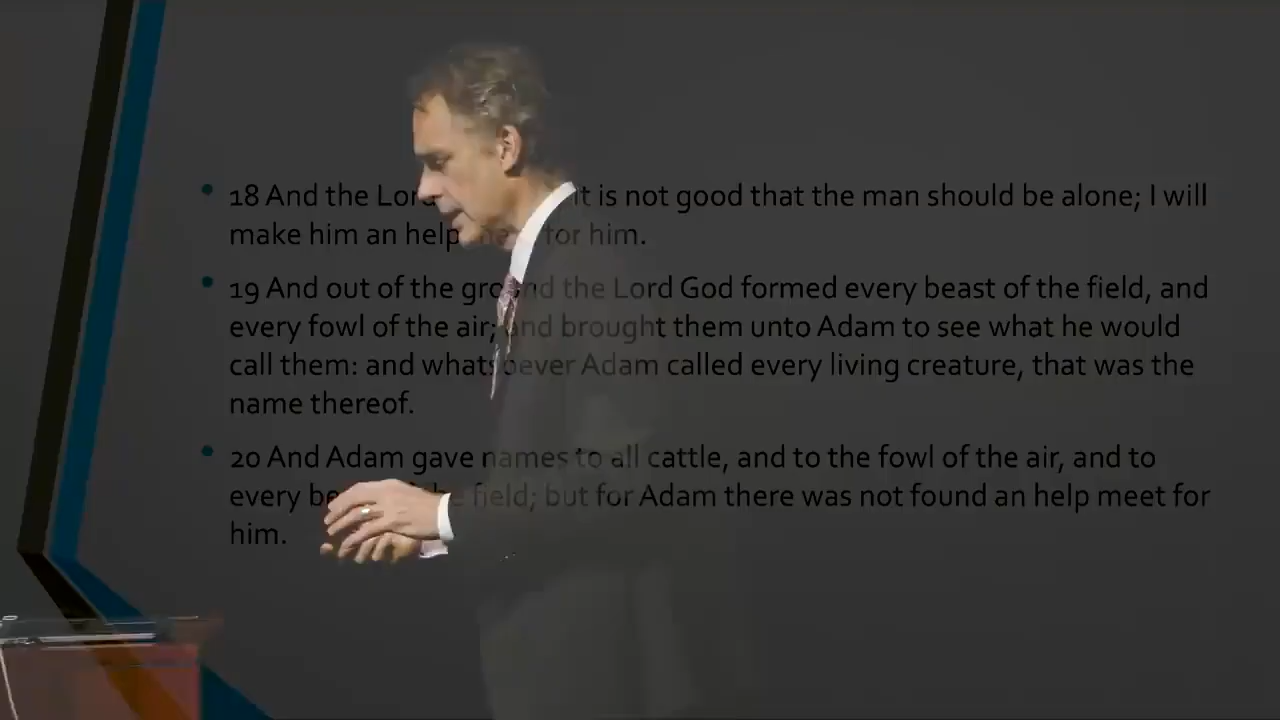 18 And the Lord it is not good that the man should be alone; I will
make him an help meet for him.
19 And out of the ground the Lord God formed every beast of the field, and
every fowl of the air; and brought them unto Adam to see what he would
call them: and whatsoever Adam called every living creature, that was the
name thereof.
20 And Adam gave names to all cattle, and to the fowl of the air, and to
every the field; but for Adam there was not found an help meet for
him.